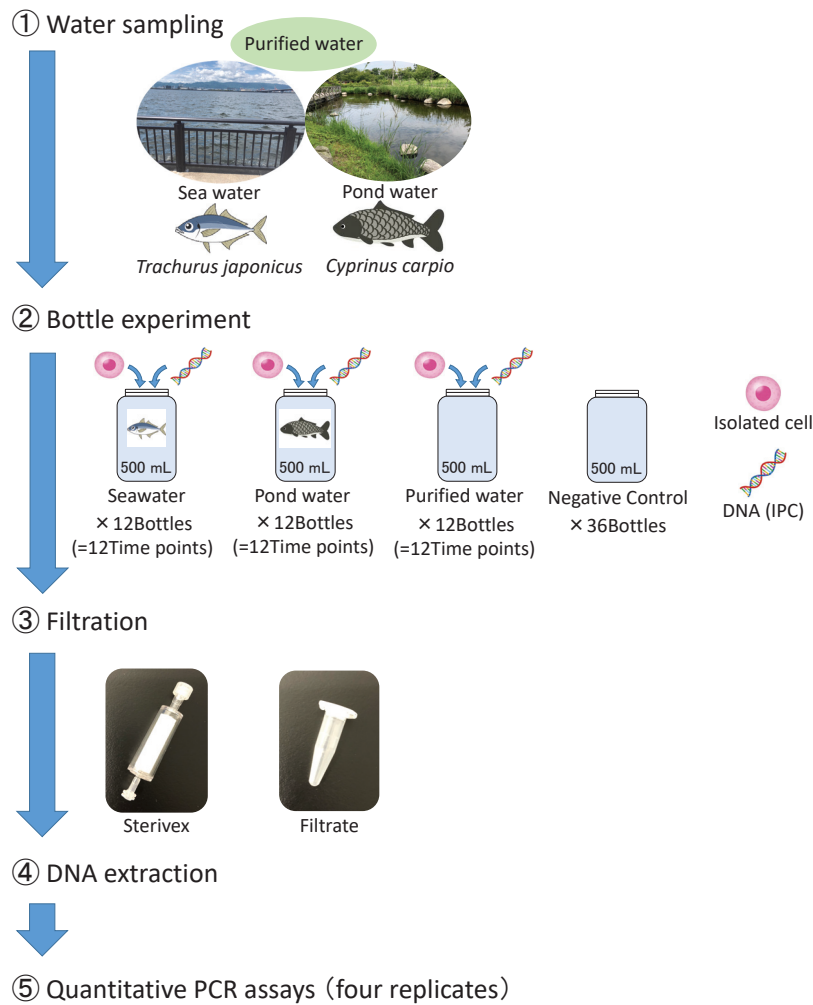 ① Water sampling
Purified water
Sea water
Pond water
Trachurus japonicus
Cyprinus carpio
② Bottle experiment
500 mL
500 mL
500 mL
500 mL
Seawater
× 12Bottles
(=12Time points)
Pond water
× 12Bottles
(=12Time points)
Purified water
× 12Bottles
(=12Time points)
Negative Control
× 36Bottles
Isolated cell
DNA (IPC)
③ Filtration
Sterivex
Filtrate
④ DNA extraction
⑤ Quantitative PCR assays（four replicates）